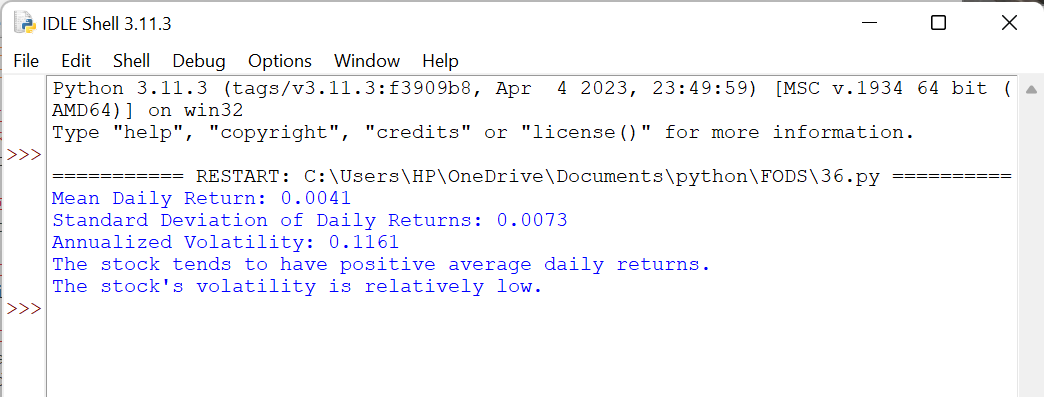 IDLE Shell 3.11.3
File Edit Shell Debug Options Window Help
Python 3.11.3 (tags/v3.11.3:f3909b8, Apr  4 2023, 23:49:59) [MSC v.1934 64 bit (
AMD64)] on win32
Type "help", "copyright", "credits" or "license()" for more information.
>>>
=========== RESTART: C:\Users\HP\OneDrive\Documents\python\FODS\36.py ==========
Mean Daily Return: 0.0041
Standard Deviation of Daily Returns: 0.0073
Annualized Volatility: 0.1161
The stock tends to have positive average daily returns.
The stock's volatility is relatively low.
>>>